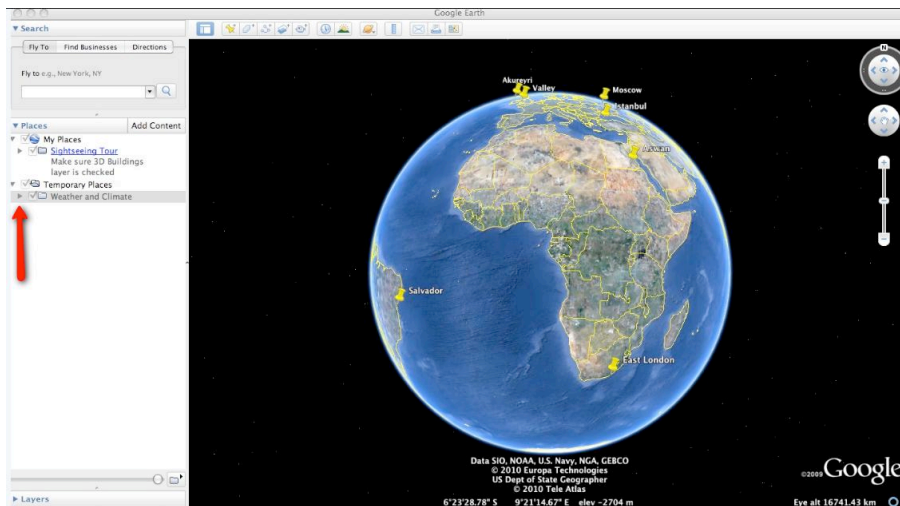 Google Earth
Search
Fly To
Find Businesses
Directions
Fly to e.g., New York, NY
Places
Add Content
My Places
Sightseeing Tour
Make sure 3D Buildings
layer is checked
Temporary Places
Weather and Climate
Layers
N
Akureyri
Valley
Moscow
Istanbul
Aswan
Salvador
East London
Data SIO, NOAA, U.S. Navy, NGA, GEBCO
© 2010 Europa Technologies
US Dept of State Geographer
© 2010 Tele Atlas
©2009 Google
6°23'28.78" S 9°21'14.67" E elev -2704 m
Eye alt 16741.43 km